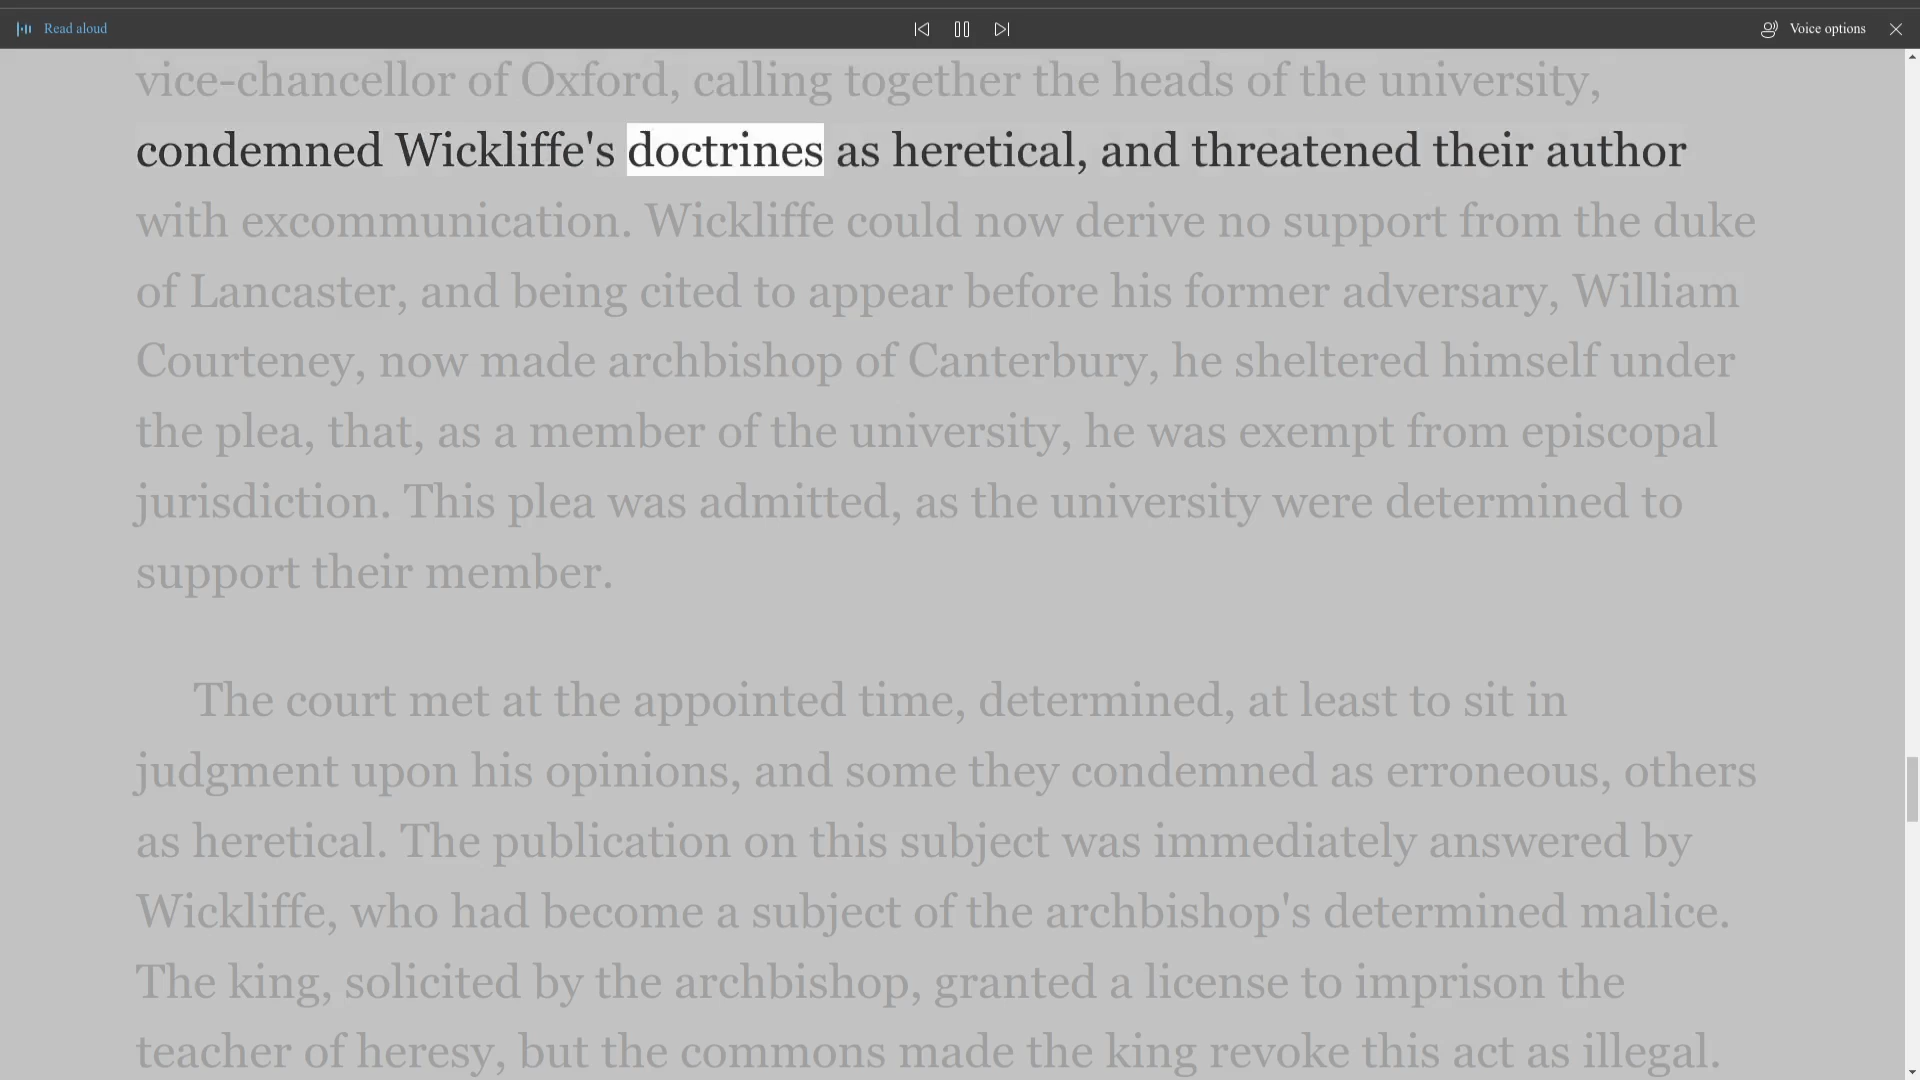 Read aloud
Voice options
vice-chancellor of Oxford, calling together the heads of the university,
condemned Wickliffe's doctrines as heretical, and threatened their author
with excommunication. Wickliffe could now derive no support from the duke
of Lancaster, and being cited to appear before his former adversary, William
Courteney, now made archbishop of Canterbury, he sheltered himself under
the plea, that, as a member of the university, he was exempt from episcopal
jurisdiction. This plea was admitted, as the university were determined to
support their member.
The court met at the appointed time, determined, at least to sit in
judgment upon his opinions, and some they condemned as erroneous, others
as heretical. The publication on this subject was immediately answered by
Wickliffe, who had become a subject of the archbishop's determined malice.
The king, solicited by the archbishop, granted a license to imprison the
teacher of heresy, but the commons made the king revoke this act as illegal.